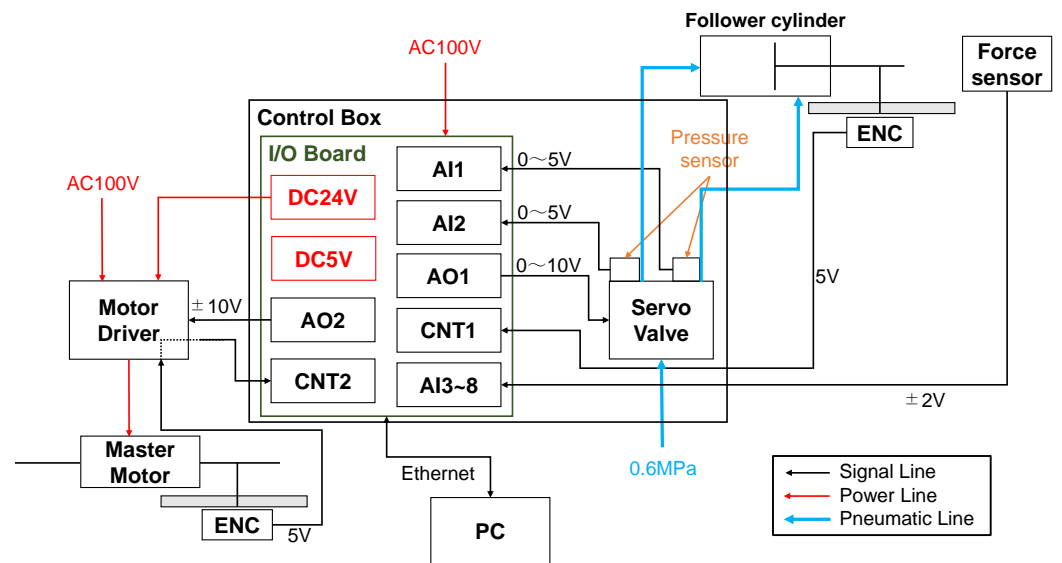 Follower cylinder
AC100V
Force
sensor
Control Box
I/O Board
Pressure
sensor
ENC
AC100V
DC24V
AI1
0～5V
AI2
0～5V
DC5V
AO1
0～10V
5V
Motor
Driver
±10V
AO2
CNT1
Servo
Valve
CNT2
AI3~8
±2V
Master
Motor
Ethernet
0.6MPa
Signal Line
Power Line
Pneumatic Line
ENC
5V
PC